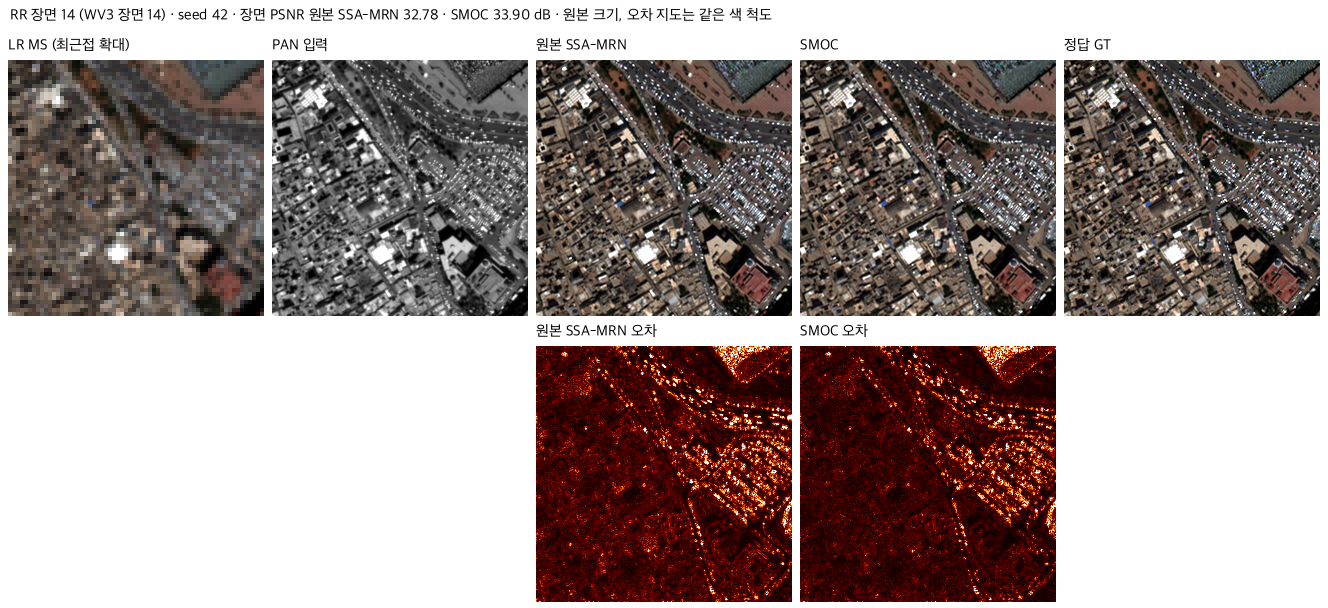 RR 장면 14 (WV3 장면 14) · seed 42 · 장면 PSNR 원본 SSA-MRN 32.78 · SMOC 33.90 dB · 원본 크기, 오차 지도는 같은 색 척도
LR MS (최근접 확대)
PAN 입력
원본 SSA-MRN
SMOC
정답 GT
원본 SSA-MRN 오차
SMOC 오차